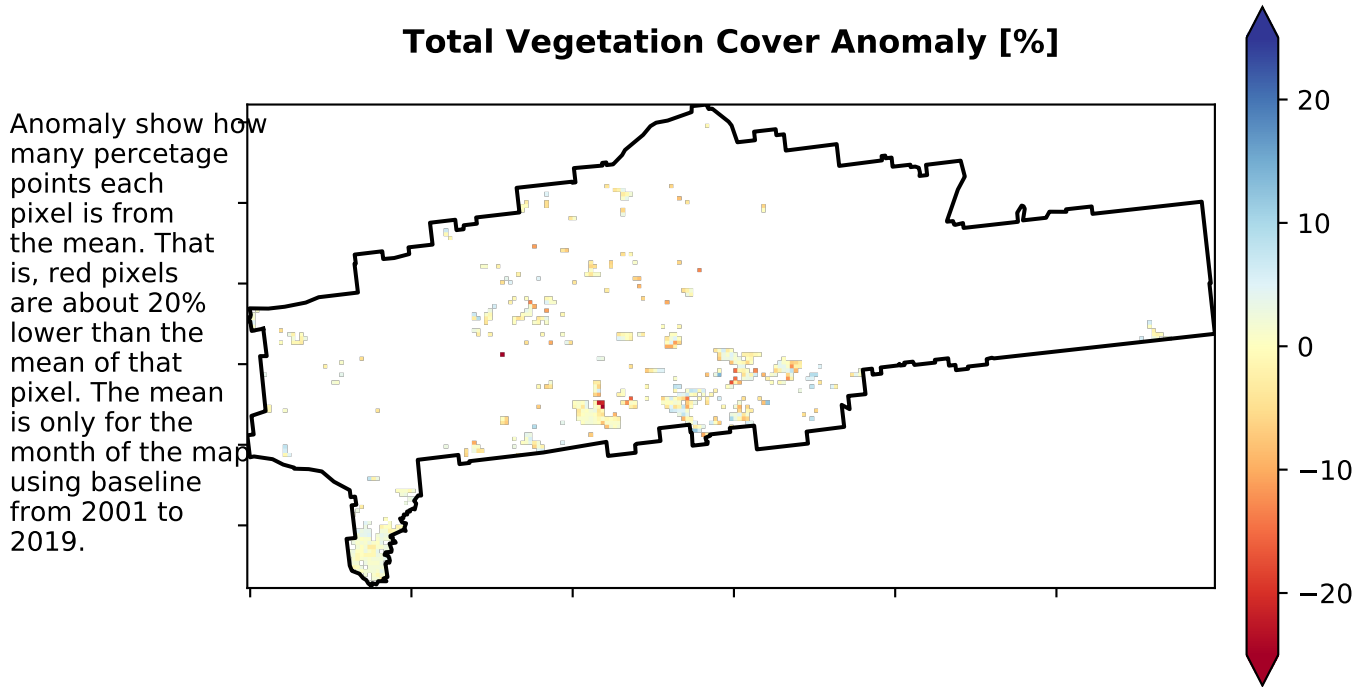 Total Vegetation Cover Anomaly [%]
Anomaly show how
many percetage
points each
pixel is from
the mean. That
is, red pixels
are about 20%
lower than the
mean of that
pixel. The mean
is only for the
month of the map
using baseline
from 2001 to
2019.
20
10
0
−10
−20